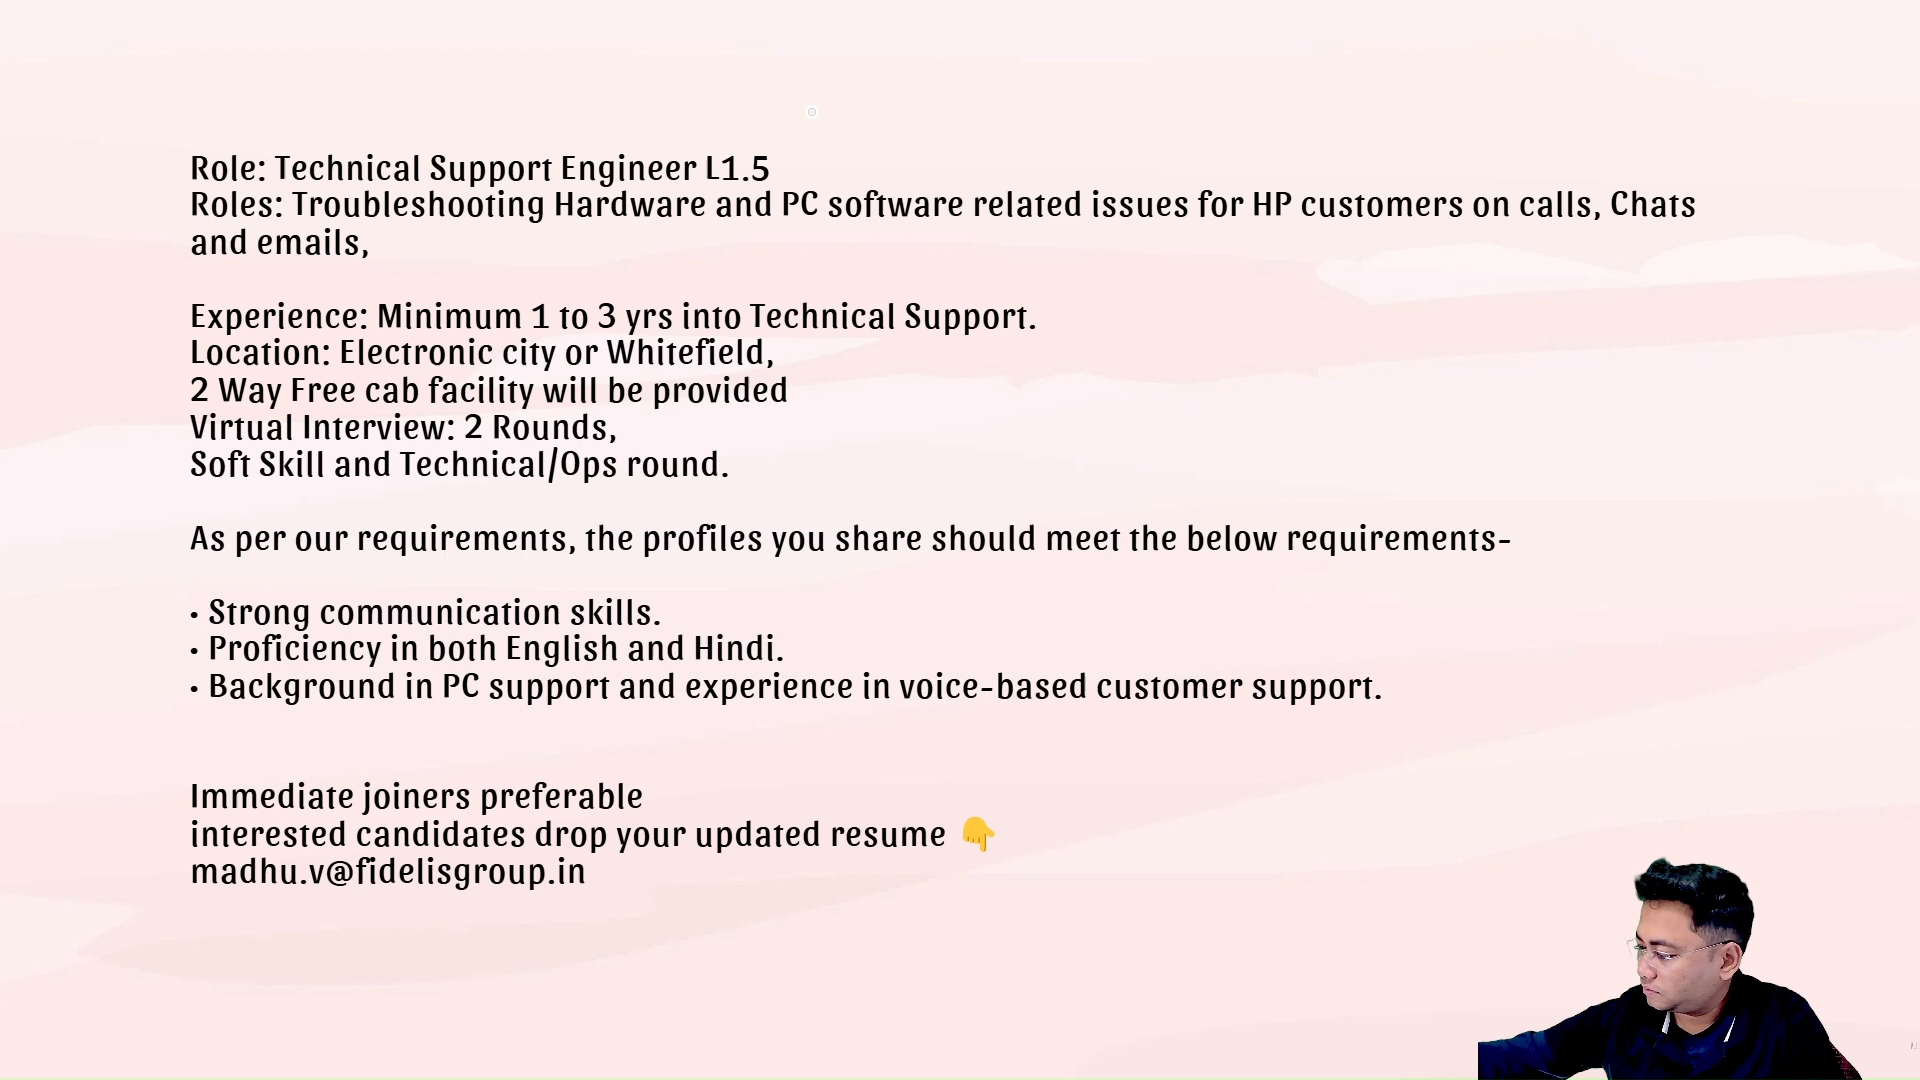 Role: Technical Support Engineer L1.5
Roles: Troubleshooting Hardware and PC software related issues for HP customers on calls, Chats
and emails,
Experience: Minimum 1 to 3 yrs into Technical Support.
Location: Electronic city or Whitefield,
2 Way Free cab facility will be provided
Virtual Interview: 2 Rounds,
Soft Skill and Technical/Ops round.
As per our requirements, the profiles you share should meet the below requirements-
• Strong communication skills.
• Proficiency in both English and Hindi.
• Background in PC support and experience in voice-based customer support.
Immediate joiners preferable
interested candidates drop your updated resume 👇
madhu.v@fidelisgroup.in